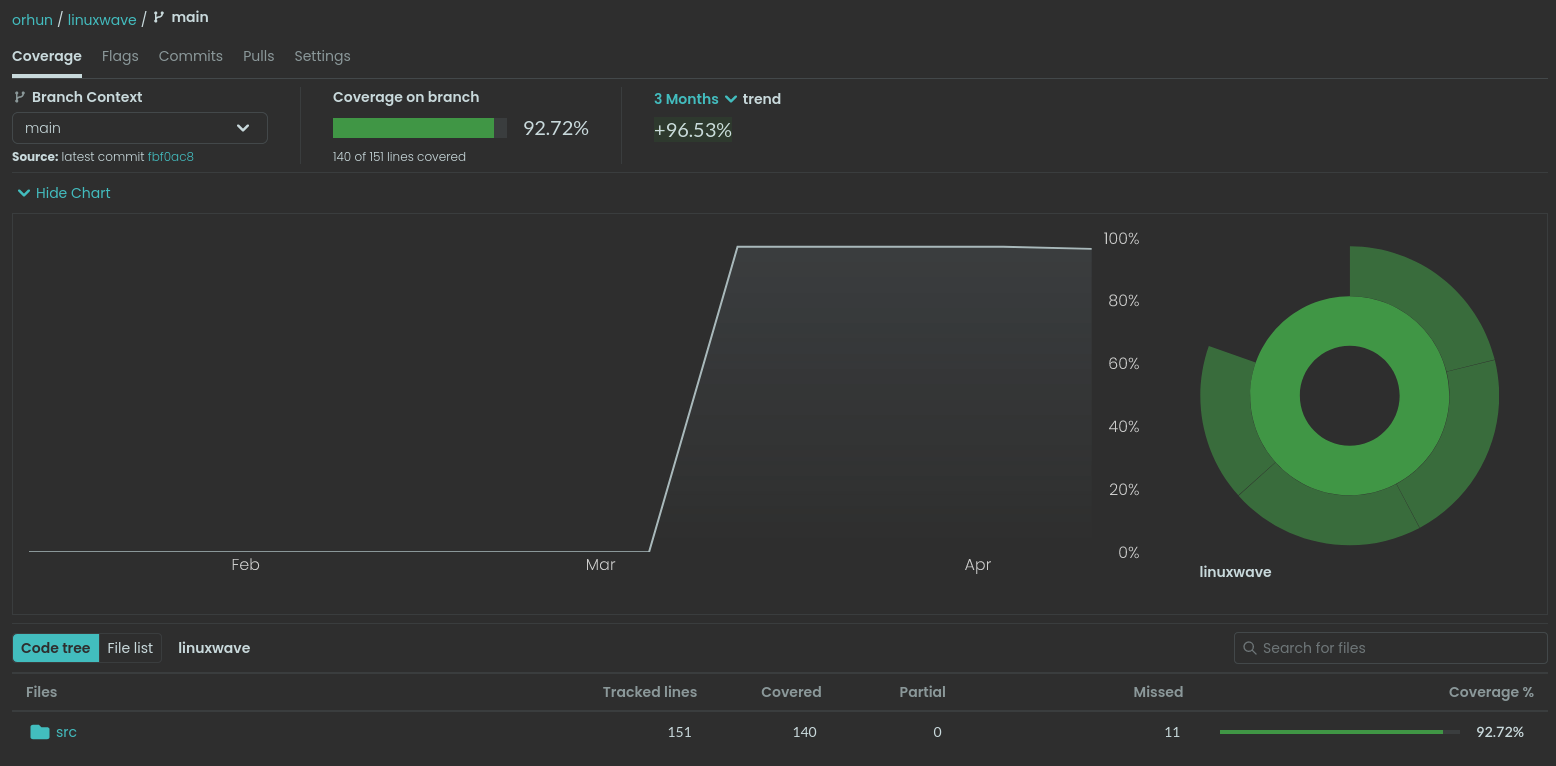 orhun / linuxwave / main
Coverage Flags Commits Pulls Settings
Branch Context
main
Source: latest commit fbf0ac8
Coverage on branch
92.72%
140 of 151 lines covered
3 Months trend
+96.53%
Hide Chart
100%
80%
60%
40%
20%
0%
Feb Mar Apr
linuxwave
Code tree File list linuxwave
Search for files
Files Tracked lines Covered Partial Missed Coverage %
src 151 140 0 11 92.72%